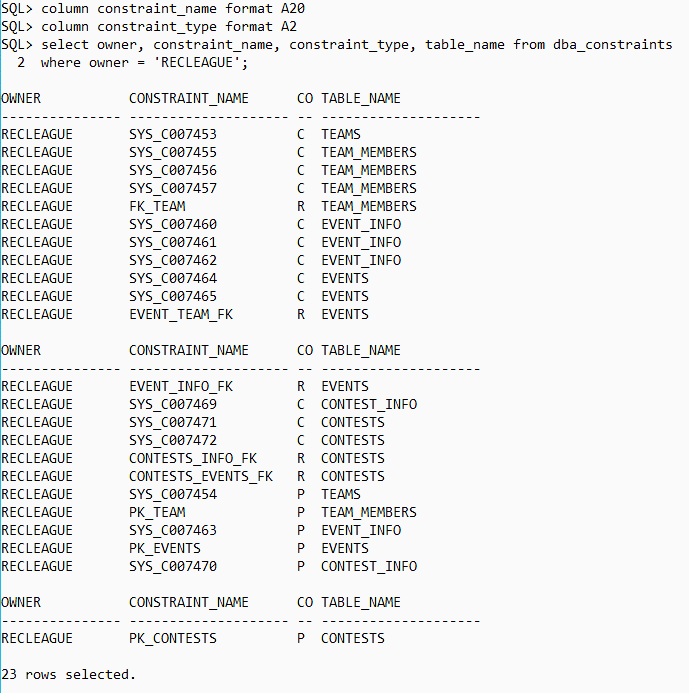 SQL> column constraint_name format A20
SQL> column constraint_type format A2
SQL> select owner, constraint_name, constraint_type, table_name from dba_constraints
  2  where owner = 'RECLEAGUE';

OWNER           CONSTRAINT_NAME      CO TABLE_NAME
--------------- -------------------- -- --------------------
RECLEAGUE       SYS_C007453          C  TEAMS
RECLEAGUE       SYS_C007455          C  TEAM_MEMBERS
RECLEAGUE       SYS_C007456          C  TEAM_MEMBERS
RECLEAGUE       SYS_C007457          C  TEAM_MEMBERS
RECLEAGUE       FK_TEAM              R  TEAM_MEMBERS
RECLEAGUE       SYS_C007460          C  EVENT_INFO
RECLEAGUE       SYS_C007461          C  EVENT_INFO
RECLEAGUE       SYS_C007462          C  EVENT_INFO
RECLEAGUE       SYS_C007464          C  EVENTS
RECLEAGUE       SYS_C007465          C  EVENTS
RECLEAGUE       EVENT_TEAM_FK        R  EVENTS

OWNER           CONSTRAINT_NAME      CO TABLE_NAME
--------------- -------------------- -- --------------------
RECLEAGUE       EVENT_INFO_FK        R  EVENTS
RECLEAGUE       SYS_C007469          C  CONTEST_INFO
RECLEAGUE       SYS_C007471          C  CONTESTS
RECLEAGUE       SYS_C007472          C  CONTESTS
RECLEAGUE       CONTESTS_INFO_FK     R  CONTESTS
RECLEAGUE       CONTESTS_EVENTS_FK   R  CONTESTS
RECLEAGUE       SYS_C007454          P  TEAMS
RECLEAGUE       PK_TEAM              P  TEAM_MEMBERS
RECLEAGUE       SYS_C007463          P  EVENT_INFO
RECLEAGUE       PK_EVENTS            P  EVENTS
RECLEAGUE       SYS_C007470          P  CONTEST_INFO

OWNER           CONSTRAINT_NAME      CO TABLE_NAME
--------------- -------------------- -- --------------------
RECLEAGUE       PK_CONTESTS          P  CONTESTS

23 rows selected.